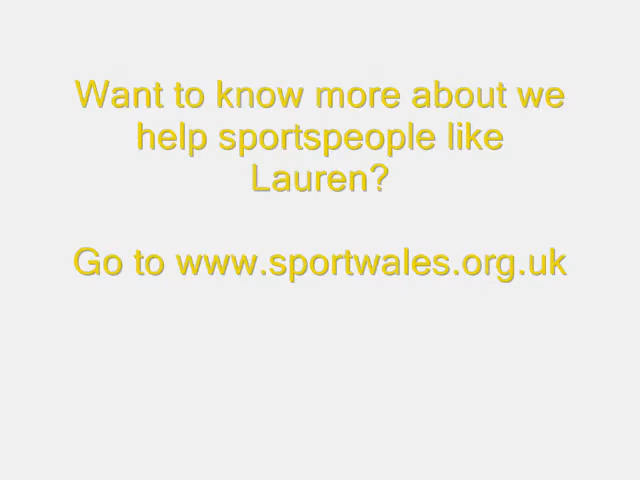 Want to know more about we
help sportspeople like
Lauren?
Go to www.sportwales.org.uk